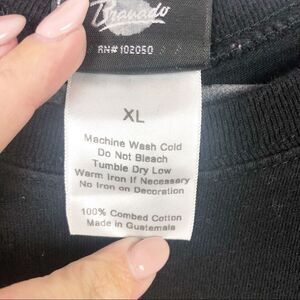 Bravado
RN# 102050
XL
Machine Wash Cold
Do Not Bleach
Tumble Dry Low
Warm Iron If Necessary
No Iron on Decoration
100% Combed Cotton
Made in Guatemala